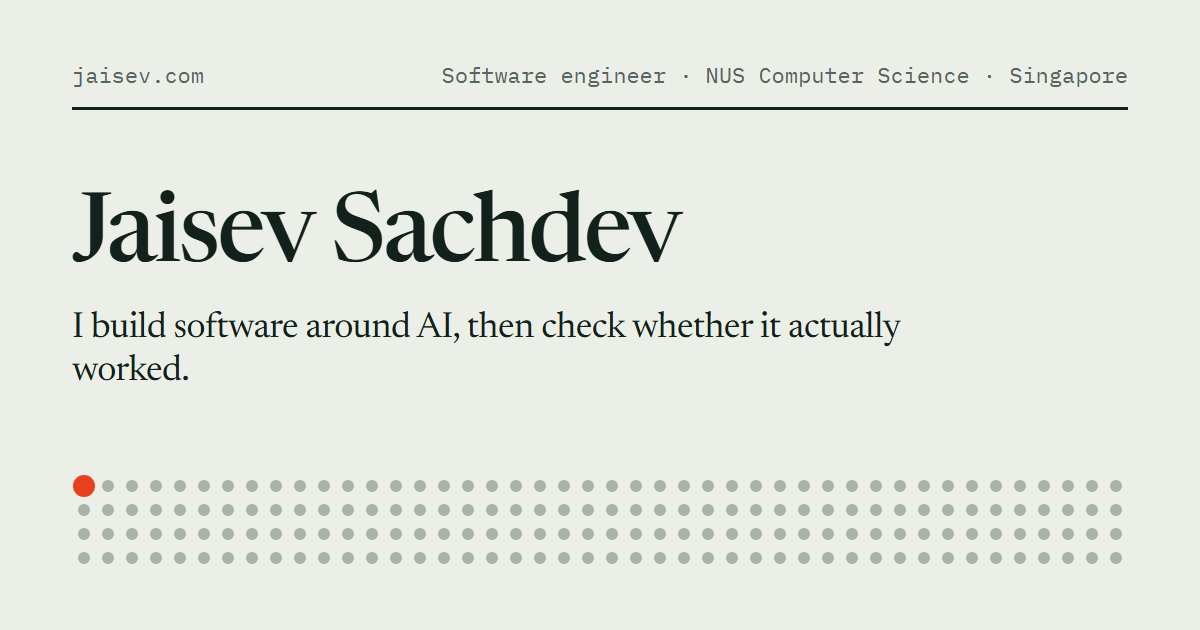 jaisev.com
Software engineer · NUS Computer Science · Singapore
Jaisev Sachdev
I build software around AI, then check whether it actually
worked.